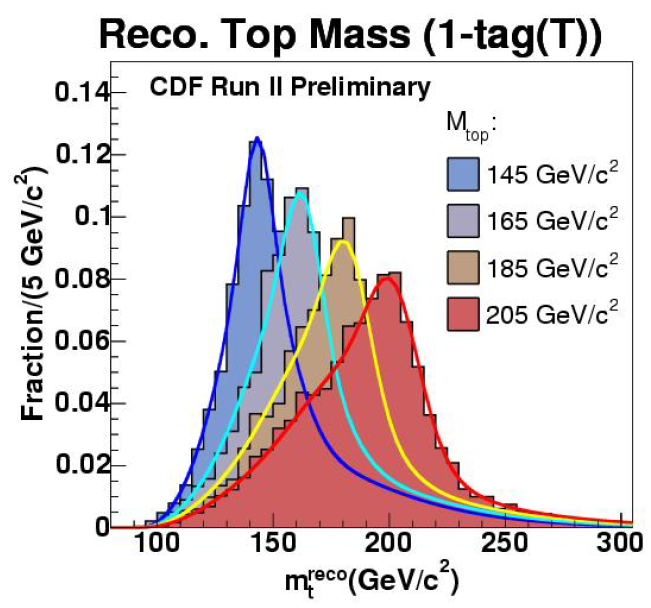 Reco. Top Mass (1-tag(T))
CDF Run II Preliminary
M_top:
145 GeV/c²
165 GeV/c²
185 GeV/c²
205 GeV/c²
Fraction/(5 GeV/c²)
0.14
0.12
0.1
0.08
0.06
0.04
0.02
0
100 150 200 250 300
m_t^reco(GeV/c²)